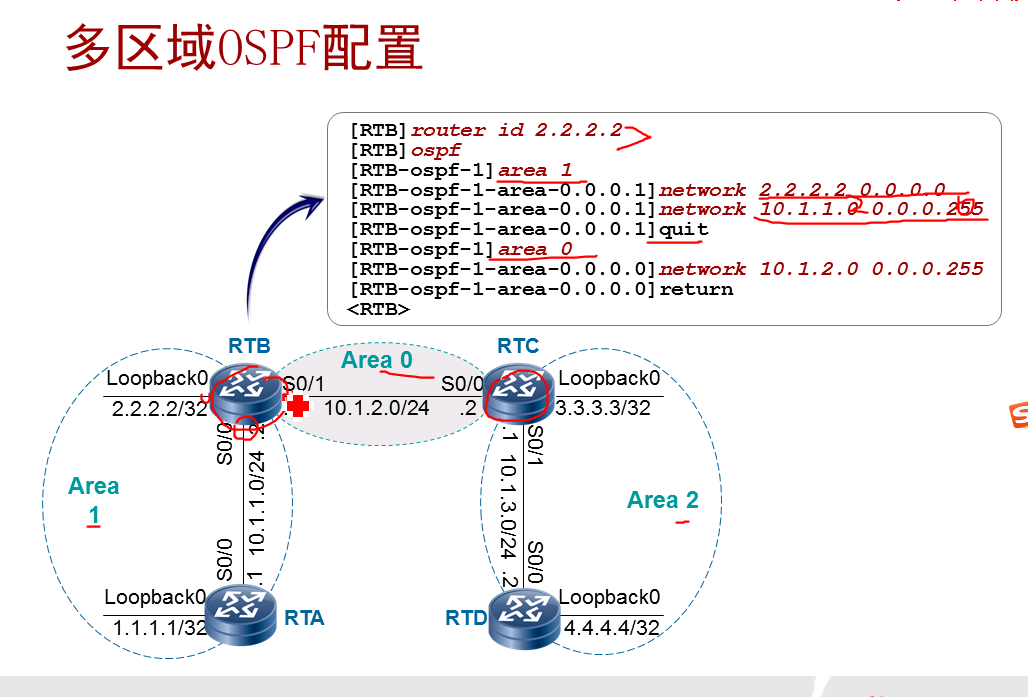 多区域OSPF配置
[RTB]router id 2.2.2.2
[RTB]ospf
[RTB-ospf-1]area 1
[RTB-ospf-1-area-0.0.0.1]network 2.2.2.2 0.0.0.0
[RTB-ospf-1-area-0.0.0.1]network 10.1.1.0 0.0.0.255
[RTB-ospf-1-area-0.0.0.1]quit
[RTB-ospf-1]area 0
[RTB-ospf-1-area-0.0.0.0]network 10.1.2.0 0.0.0.255
[RTB-ospf-1-area-0.0.0.0]return
<RTB>
RTB
Area 0
RTC
Loopback0
S0/1
S0/0
Loopback0
2.2.2.2/32
10.1.2.0/24
.2
3.3.3.3/32
S0/0
.2
10.1.1.0/24
.1
S0/0
.1
10.1.3.0/24
.2
S0/1
S0/0
Area
1
Area 2
Loopback0
1.1.1.1/32
RTA
RTD
Loopback0
4.4.4.4/32